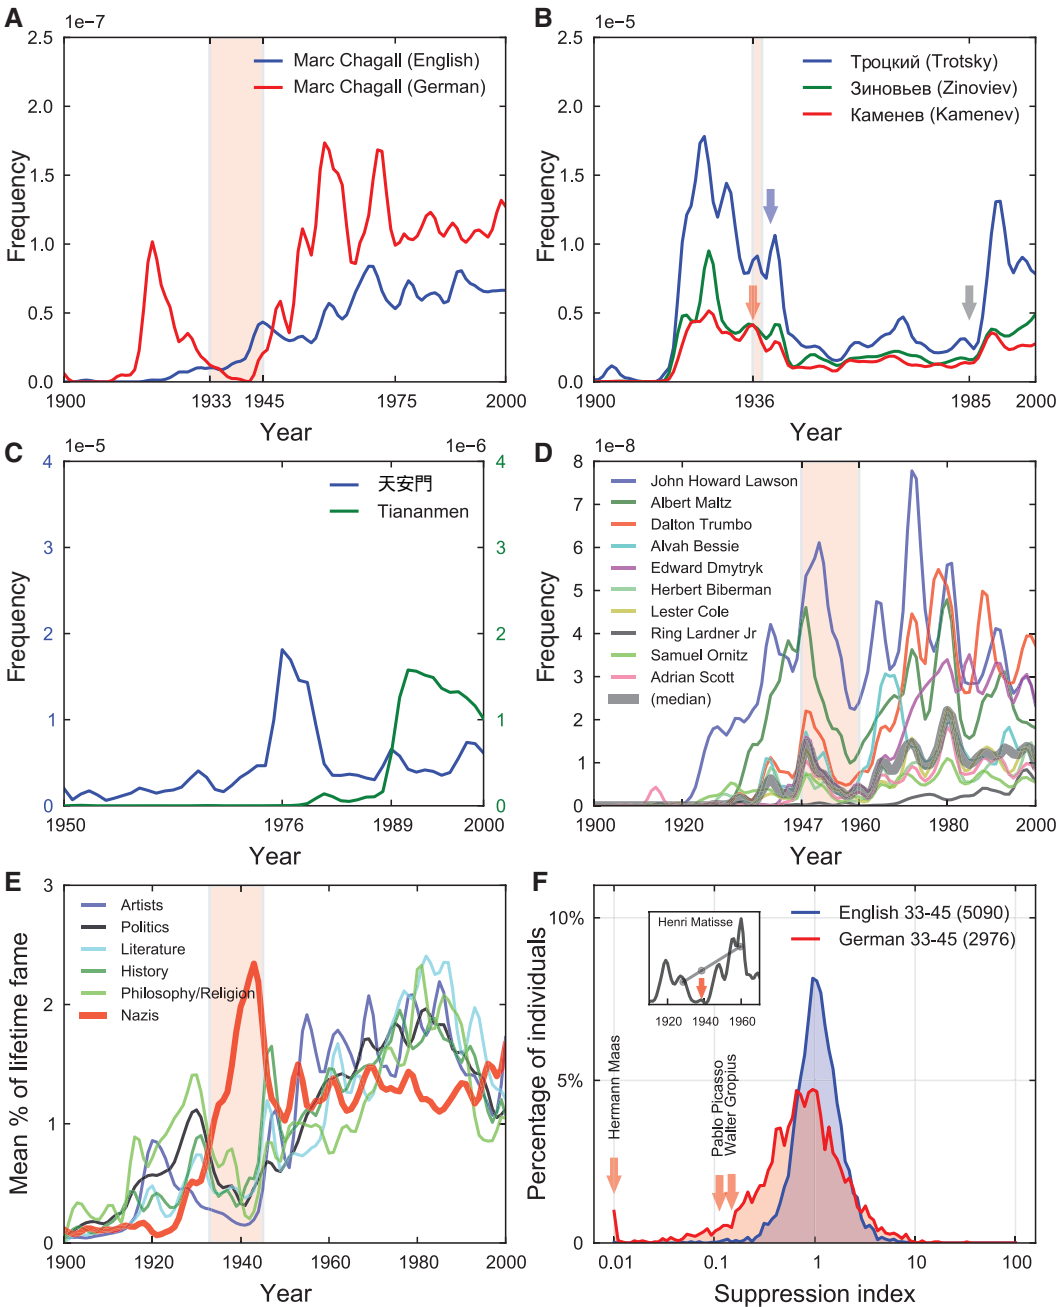 A
1e−7
2.5
2.0
1.5
1.0
0.5
0.0
Frequency
Marc Chagall (English)
Marc Chagall (German)
1900
1933
1945
1975
2000
Year
B
1e−5
2.5
2.0
1.5
1.0
0.5
0.0
Frequency
Троцкий (Trotsky)
Зиновьев (Zinoviev)
Каменев (Kamenev)
1900
1936
1985
2000
Year
C
1e−5
1e−6
4
3
2
1
0
Frequency
天安門
Tiananmen
4
3
2
1
0
1950
1976
1989
2000
Year
D
1e−8
8
7
6
5
4
3
2
1
0
Frequency
John Howard Lawson
Albert Maltz
Dalton Trumbo
Alvah Bessie
Edward Dmytryk
Herbert Biberman
Lester Cole
Ring Lardner Jr
Samuel Ornitz
Adrian Scott
(median)
1900
1920
1947
1960
1980
2000
Year
E
3
2
1
0
Mean % of lifetime fame
Artists
Politics
Literature
History
Philosophy/Religion
Nazis
1900
1920
1940
1960
1980
2000
Year
F
10%
5%
0
Percentage of individuals
English 33-45 (5090)
German 33-45 (2976)
Henri Matisse
1920
1940
1960
Hermann Maas
Pablo Picasso
Walter Gropius
0.01
0.1
1
10
100
Suppression index